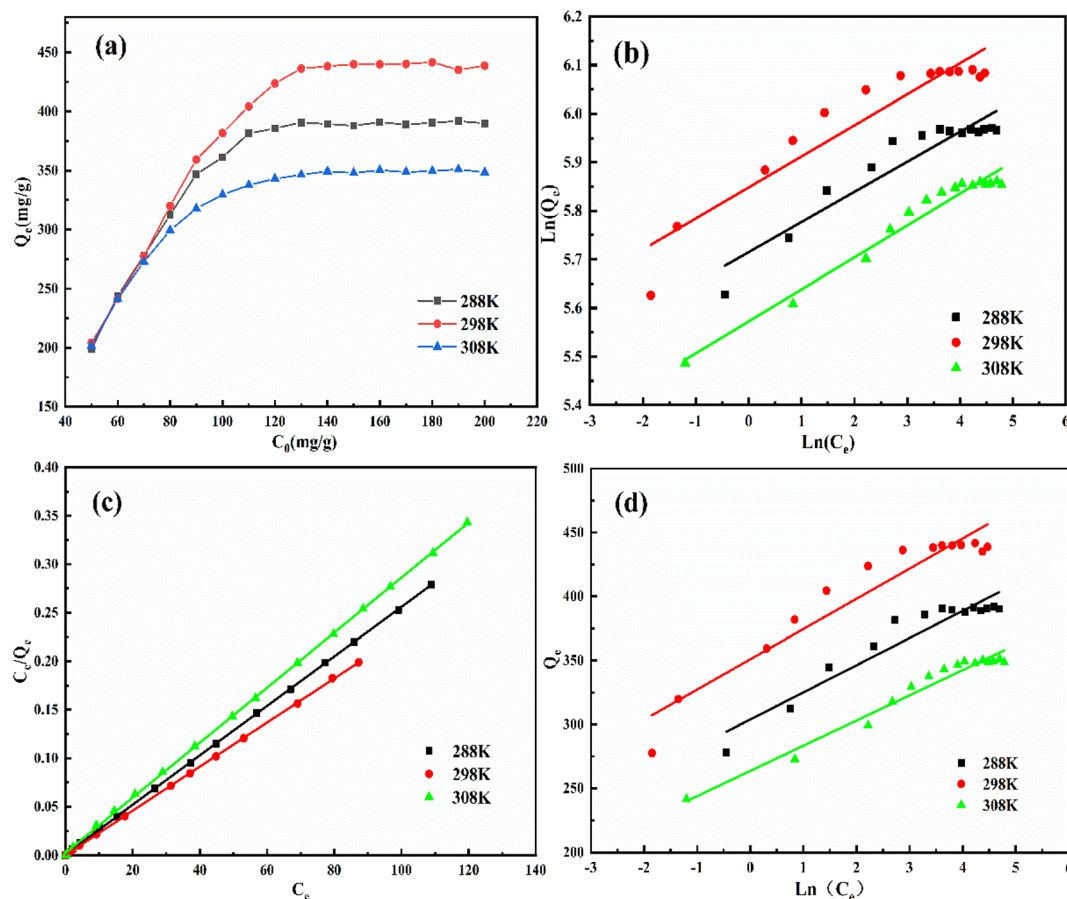 (a)
450
400
350
300
250
200
150
Qe(mg/g)
40 60 80 100 120 140 160 180 200 220
C0(mg/g)
288K
298K
308K
(b)
6.2
6.1
6.0
5.9
5.8
5.7
5.6
5.5
5.4
Ln(Qe)
-3 -2 -1 0 1 2 3 4 5 6
Ln(Ce)
288K
298K
308K
(c)
0.40
0.35
0.30
0.25
0.20
0.15
0.10
0.05
0.00
Ce/Qe
0 20 40 60 80 100 120 140
Ce
288K
298K
308K
(d)
500
450
400
350
300
250
200
Qe
-3 -2 -1 0 1 2 3 4 5 6
Ln（Ce）
288K
298K
308K